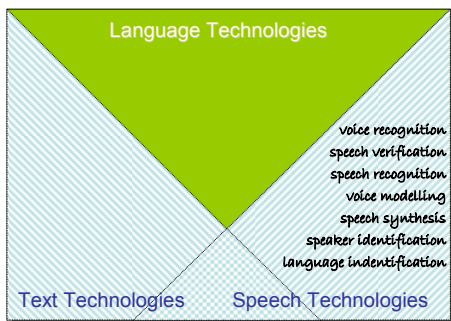 Language Technologies
voice recognition
speech verification
speech recognition
voice modelling
speech synthesis
speaker identification
language indentification
Text Technologies
Speech Technologies